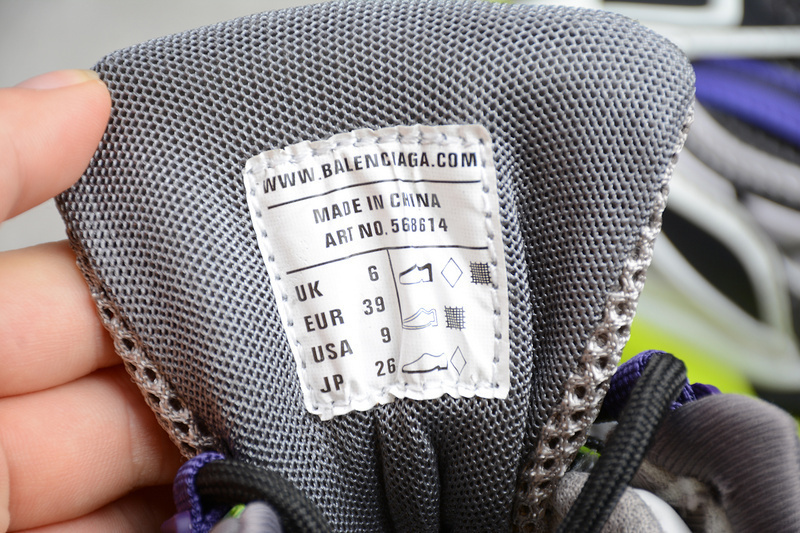 WWW.BALENCIAGA.COM
MADE IN CHINA
ART NO. 568614
UK 6
EUR 39
USA 9
JP 26